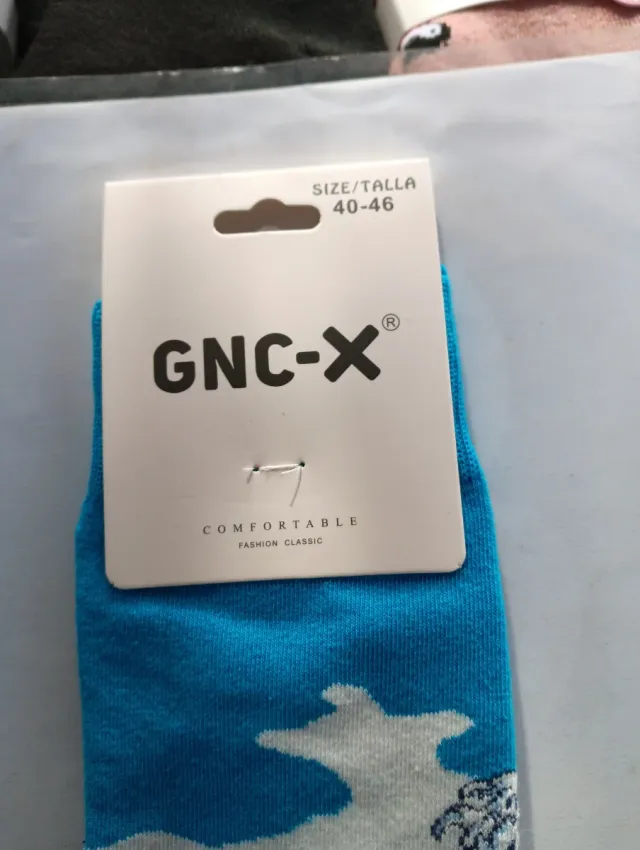 SIZE/TALLA
40-46
GNC-X®
COMFORTABLE
FASHION CLASSIC